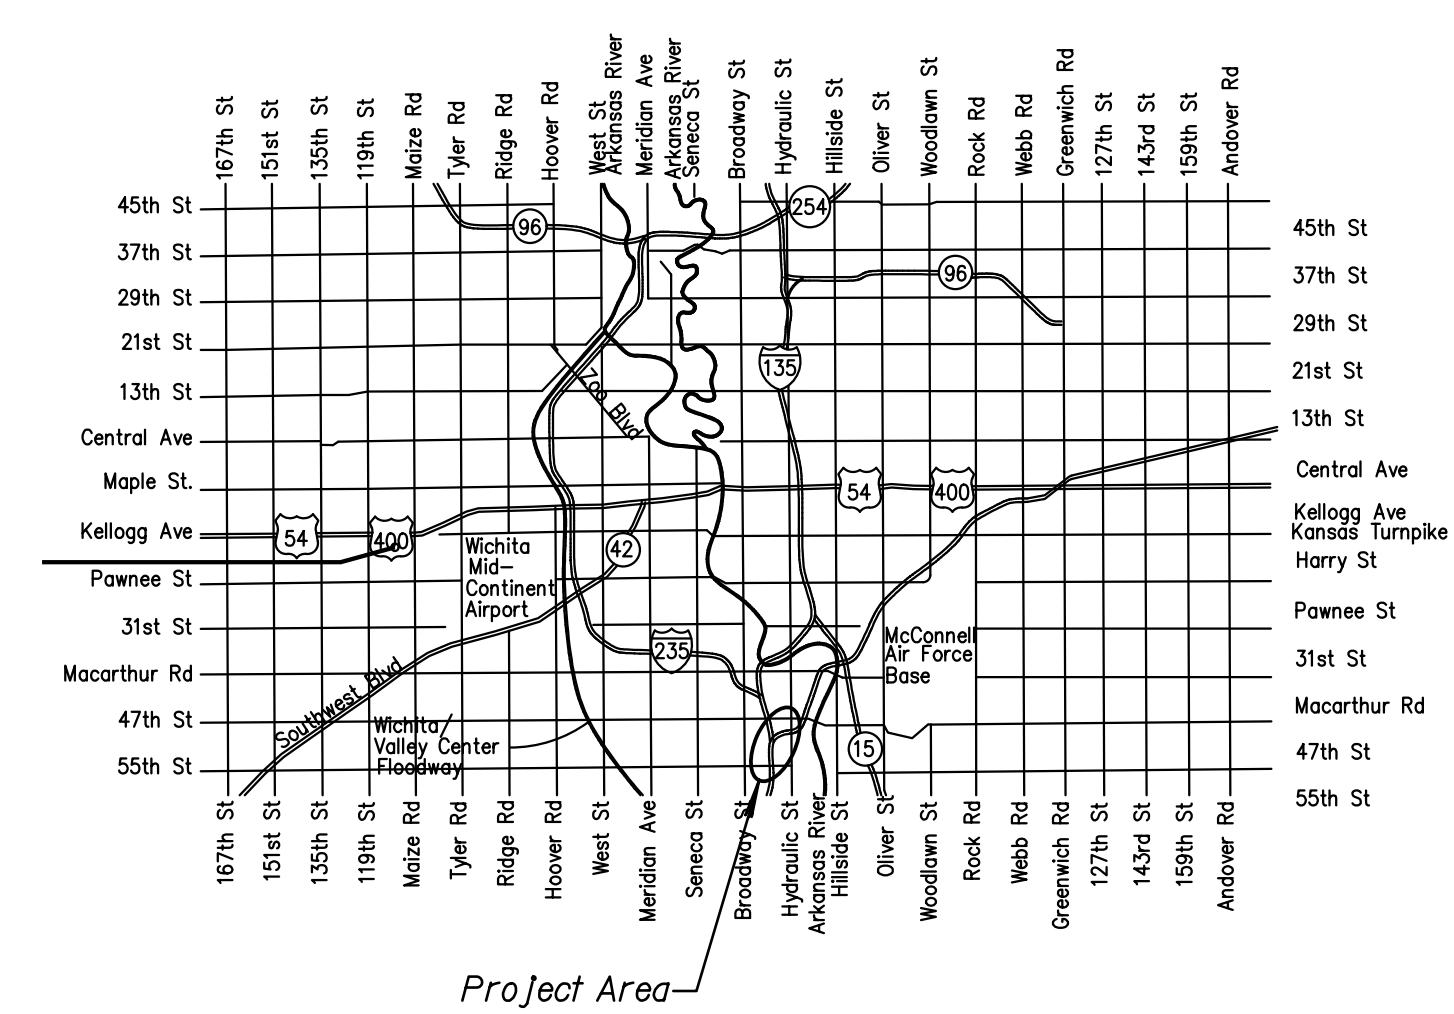 167th St
151st St
135th St
119th St
Maize Rd
Tyler Rd
Ridge Rd
Hoover Rd
West St
Arkansas River
Meridian Ave
Arkansas River
Seneca St
Broadway St
Hydraulic St
Hillside St
Oliver St
Woodlawn St
Rock Rd
Webb Rd
Greenwich Rd
127th St
143rd St
159th St
Andover Rd
45th St
37th St
29th St
21st St
13th St
Central Ave
Maple St.
Kellogg Ave
Pawnee St
31st St
Macarthur Rd
47th St
55th St
96
254
96
135
Zoo Blvd
54
400
54
400
42
Wichita
Mid-
Continent
Airport
235
McConnell
Air Force
Base
Southwest Blvd
Wichita/
Valley Center
Floodway
15
45th St
37th St
29th St
21st St
13th St
Central Ave
Kellogg Ave
Kansas Turnpike
Harry St
Pawnee St
31st St
Macarthur Rd
47th St
55th St
167th St
151st St
135th St
119th St
Maize Rd
Tyler Rd
Ridge Rd
Hoover Rd
West St
Meridian Ave
Seneca St
Broadway St
Hydraulic St
Arkansas River
Hillside St
Oliver St
Woodlawn St
Rock Rd
Webb Rd
Greenwich Rd
127th St
143rd St
159th St
Andover Rd
Project Area